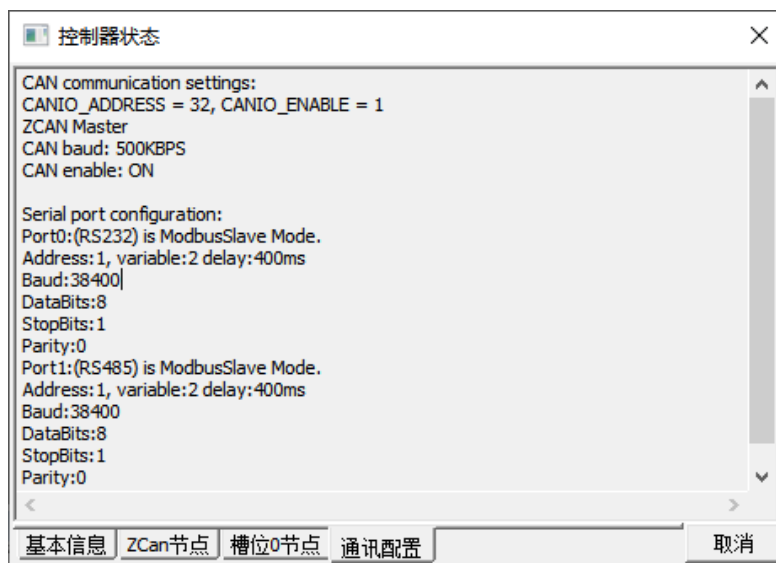 控制器状态
CAN communication settings:
CANIO_ADDRESS = 32, CANIO_ENABLE = 1
ZCAN Master
CAN baud: 500KBPS
CAN enable: ON
Serial port configuration:
Port0:(RS232) is ModbusSlave Mode.
Address:1, variable:2 delay:400ms
Baud:38400
DataBits:8
StopBits:1
Parity:0
Port1:(RS485) is ModbusSlave Mode.
Address:1, variable:2 delay:400ms
Baud:38400
DataBits:8
StopBits:1
Parity:0
基本信息 ZCan节点 槽位0节点 通讯配置 取消